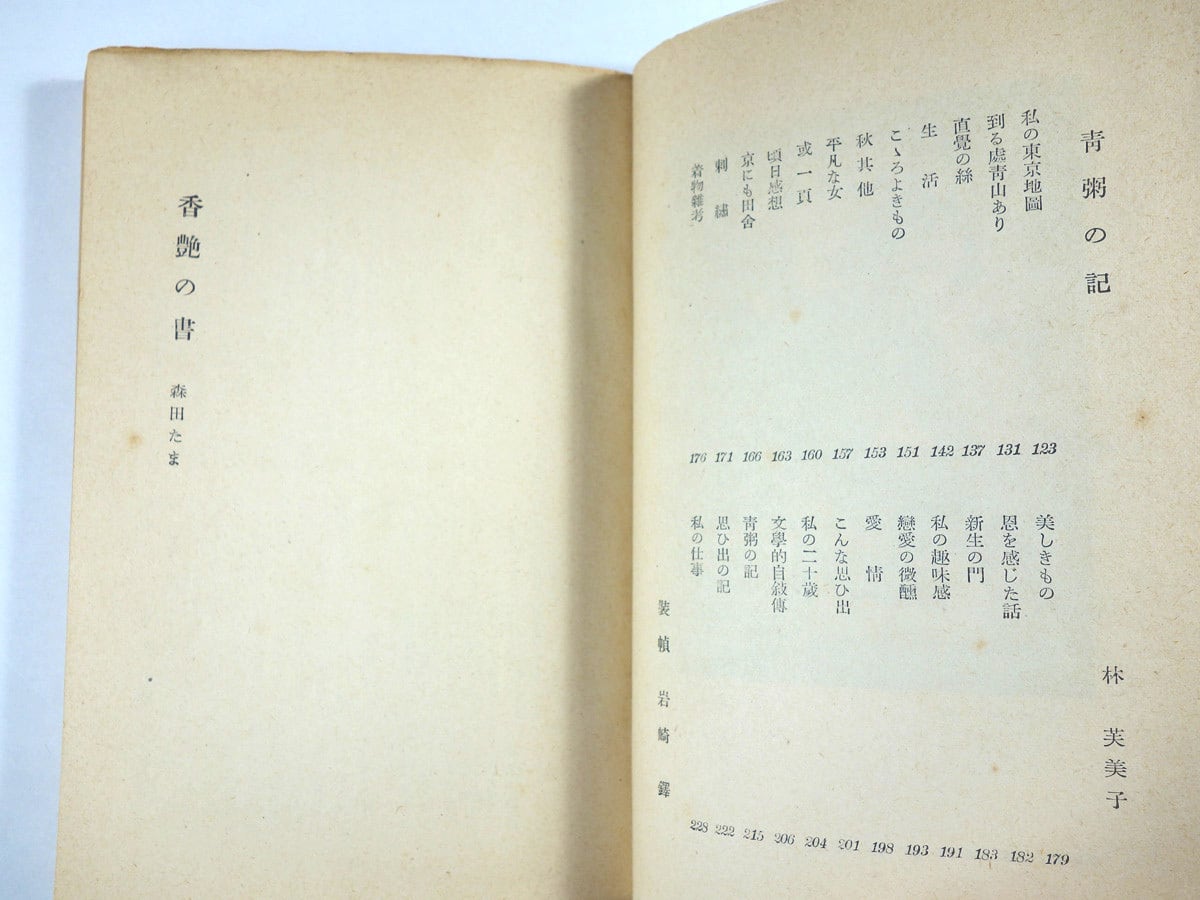 青粥の記
林芙美子
私の東京地圖 123
到る處靑山あり 131
直覺の絲 137
生活 142
こゝろよきもの 151
秋其他 153
平凡な女 157
或一頁 160
頃日感想 163
京にも田舍 166
刺繡 171
着物雜考 176
美しきもの 179
恩を感じた話 182
新生の門 183
私の趣味感 191
戀愛の微醺 193
愛情 198
こんな思ひ出 201
私の二十歲 204
文學的自敍傳 206
靑粥の記 215
思ひ出の記 222
私の仕事 228
裝幀 岩崎鐸
香艶の書
森田たま